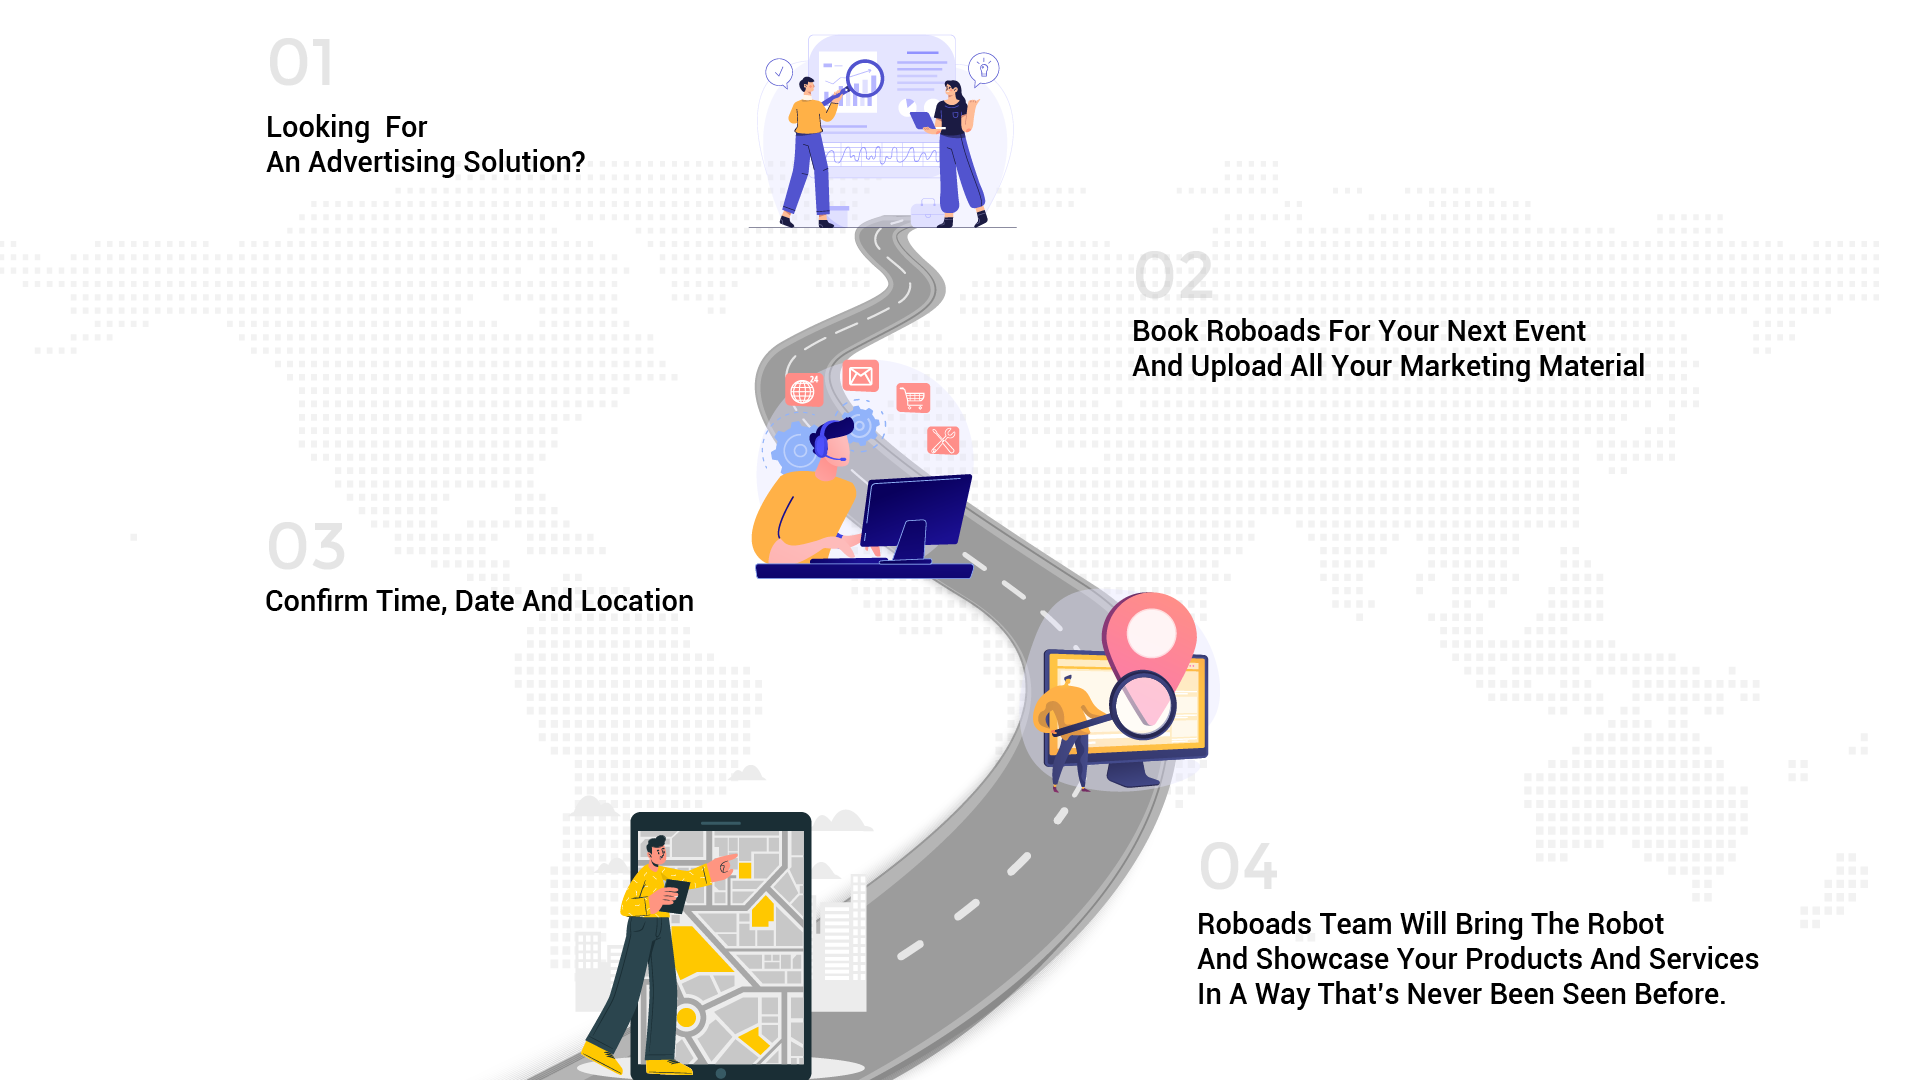 01
Looking For
An Advertising Solution?
02
Book Roboads For Your Next Event
And Upload All Your Marketing Material
24
03
Confirm Time, Date And Location
04
Roboads Team Will Bring The Robot
And Showcase Your Products And Services
In A Way That's Never Been Seen Before.